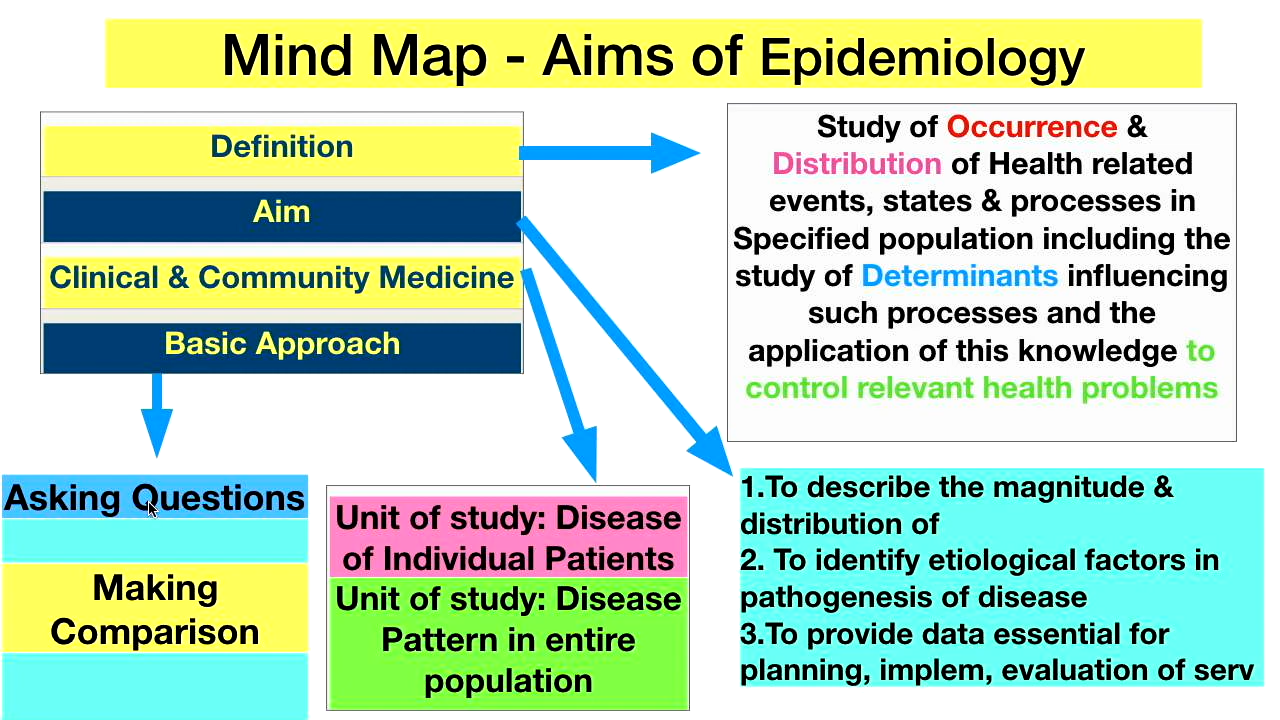 Mind Map - Aims of Epidemiology
Definition
Aim
Clinical & Community Medicine
Basic Approach
Study of Occurrence &
Distribution of Health related
events, states & processes in
Specified population including the
study of Determinants influencing
such processes and the
application of this knowledge to
control relevant health problems
Asking Questions
Making
Comparison
Unit of study: Disease
of Individual Patients
Unit of study: Disease
Pattern in entire
population
1.To describe the magnitude &
distribution of
2. To identify etiological factors in
pathogenesis of disease
3.To provide data essential for
planning, implem, evaluation of serv